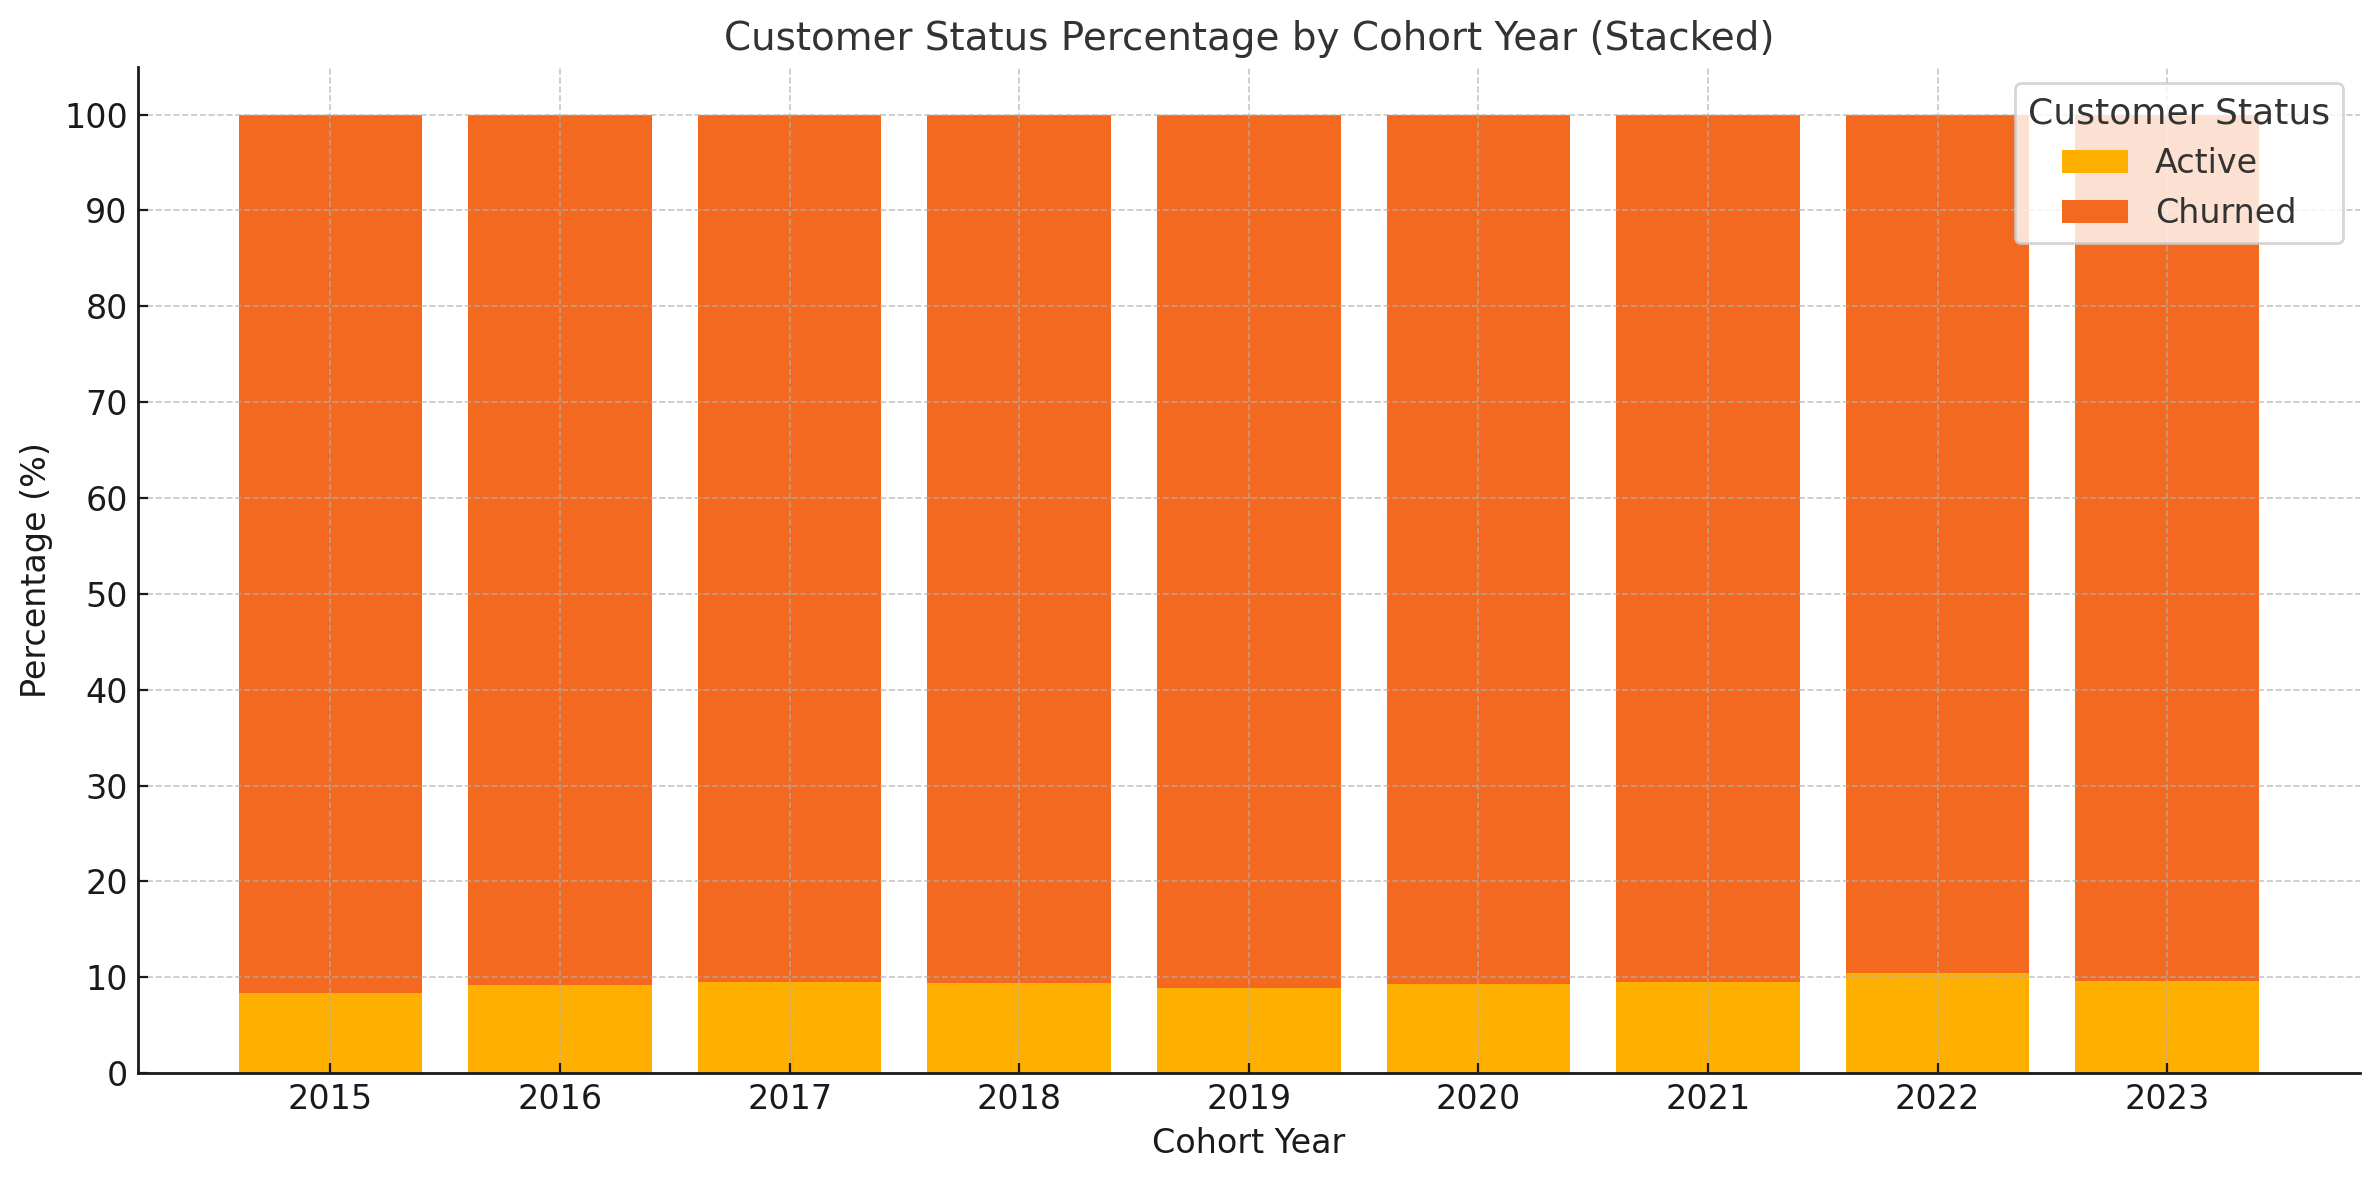 Customer Status Percentage by Cohort Year (Stacked)
Customer Status
Active
Churned
Percentage (%)
100
90
80
70
60
50
40
30
20
10
0
2015 2016 2017 2018 2019 2020 2021 2022 2023
Cohort Year